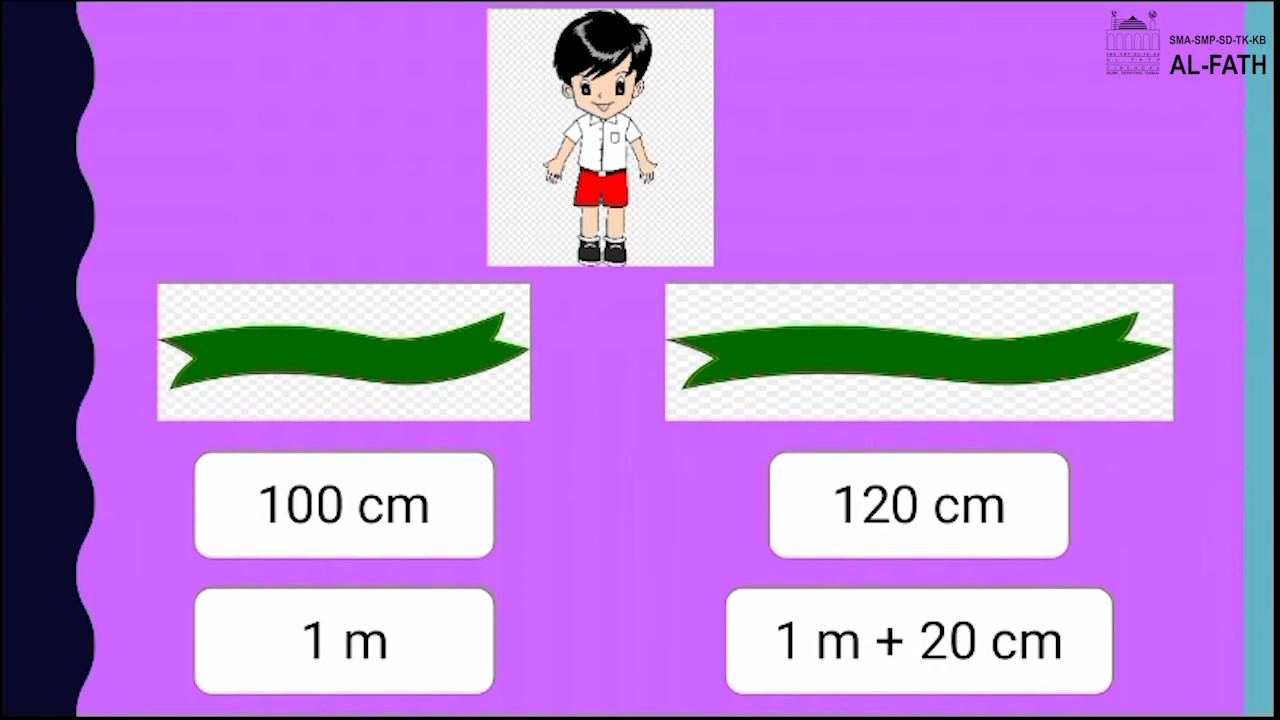 SMA-SMP-SD-TK-KB
AL-FATH
100 cm
120 cm
1 m
1 m + 20 cm